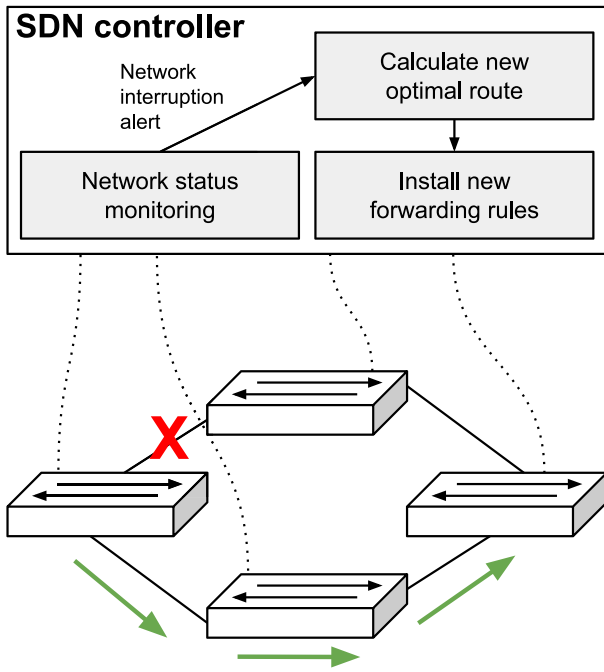 SDN controller
Network
interruption
alert
Calculate new
optimal route
Network status
monitoring
Install new
forwarding rules
X